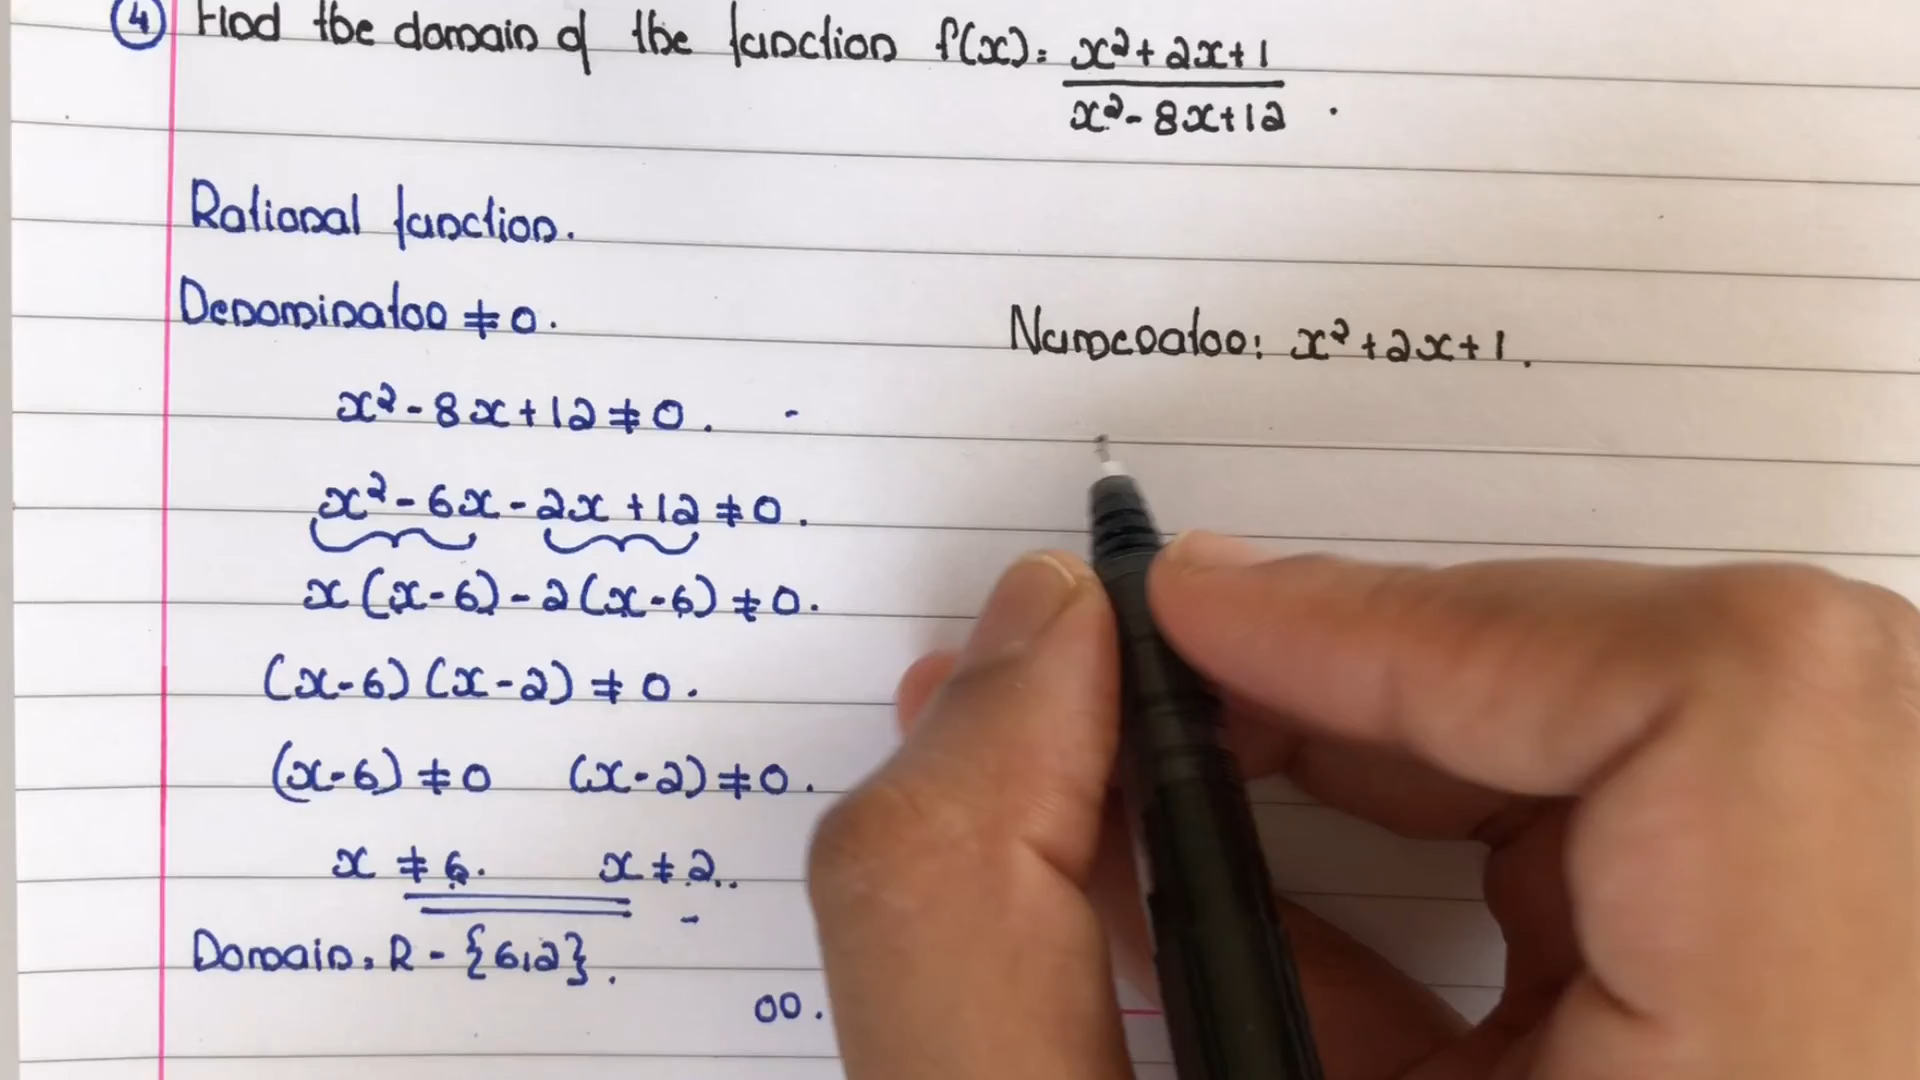 ④ Find the domain of the function f(x) = x² + 2x + 1
x² - 8x + 12 .
Rational function.
Denominator ≠ 0.
Numerator: x² + 2x + 1.
x² - 8x + 12 ≠ 0.
x² - 6x - 2x + 12 ≠ 0.
x (x - 6) - 2 (x - 6) ≠ 0.
(x - 6) (x - 2) ≠ 0.
(x - 6) ≠ 0 (x - 2) ≠ 0.
x ≠ 6. x ≠ 2..
Domain = R - {6,2}.